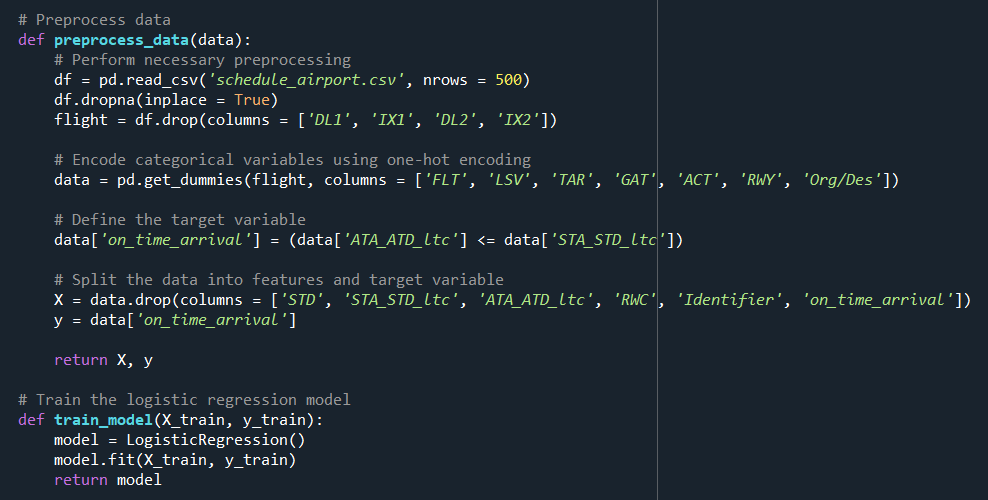 # Preprocess data
def preprocess_data(data):
    # Perform necessary preprocessing
    df = pd.read_csv('schedule_airport.csv', nrows = 500)
    df.dropna(inplace = True)
    flight = df.drop(columns = ['DL1', 'IX1', 'DL2', 'IX2'])

    # Encode categorical variables using one-hot encoding
    data = pd.get_dummies(flight, columns = ['FLT', 'LSV', 'TAR', 'GAT', 'ACT', 'RWY', 'Org/Des'])

    # Define the target variable
    data['on_time_arrival'] = (data['ATA_ATD_ltc'] <= data['STA_STD_ltc'])

    # Split the data into features and target variable
    X = data.drop(columns = ['STD', 'STA_STD_ltc', 'ATA_ATD_ltc', 'RWC', 'Identifier', 'on_time_arrival'])
    y = data['on_time_arrival']

    return X, y

# Train the logistic regression model
def train_model(X_train, y_train):
    model = LogisticRegression()
    model.fit(X_train, y_train)
    return model